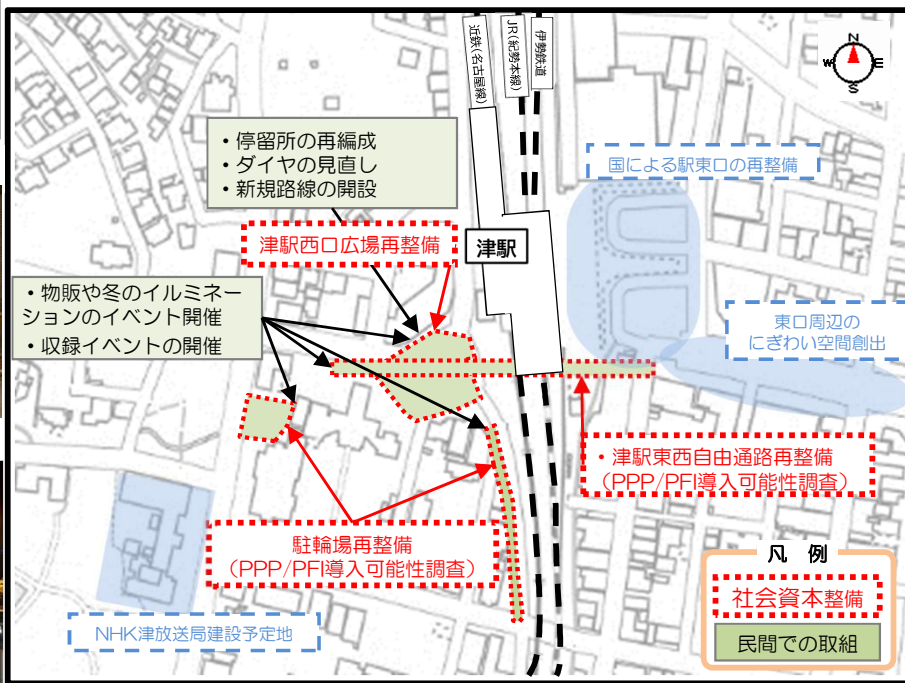 近鉄(名古屋線)
JR(紀勢本線)
伊勢鉄道
N
W
E
S
・停留所の再編成
・ダイヤの見直し
・新規路線の開設
国による駅東口の再整備
津駅西口広場再整備
津駅
・物販や冬のイルミネー
ションのイベント開催
・収録イベントの開催
東口周辺の
にぎわい空間創出
・津駅東西自由通路再整備
(PPP/PFI導入可能性調査)
駐輪場再整備
(PPP/PFI導入可能性調査)
NHK津放送局建設予定地
凡 例
社会資本整備
民間での取組